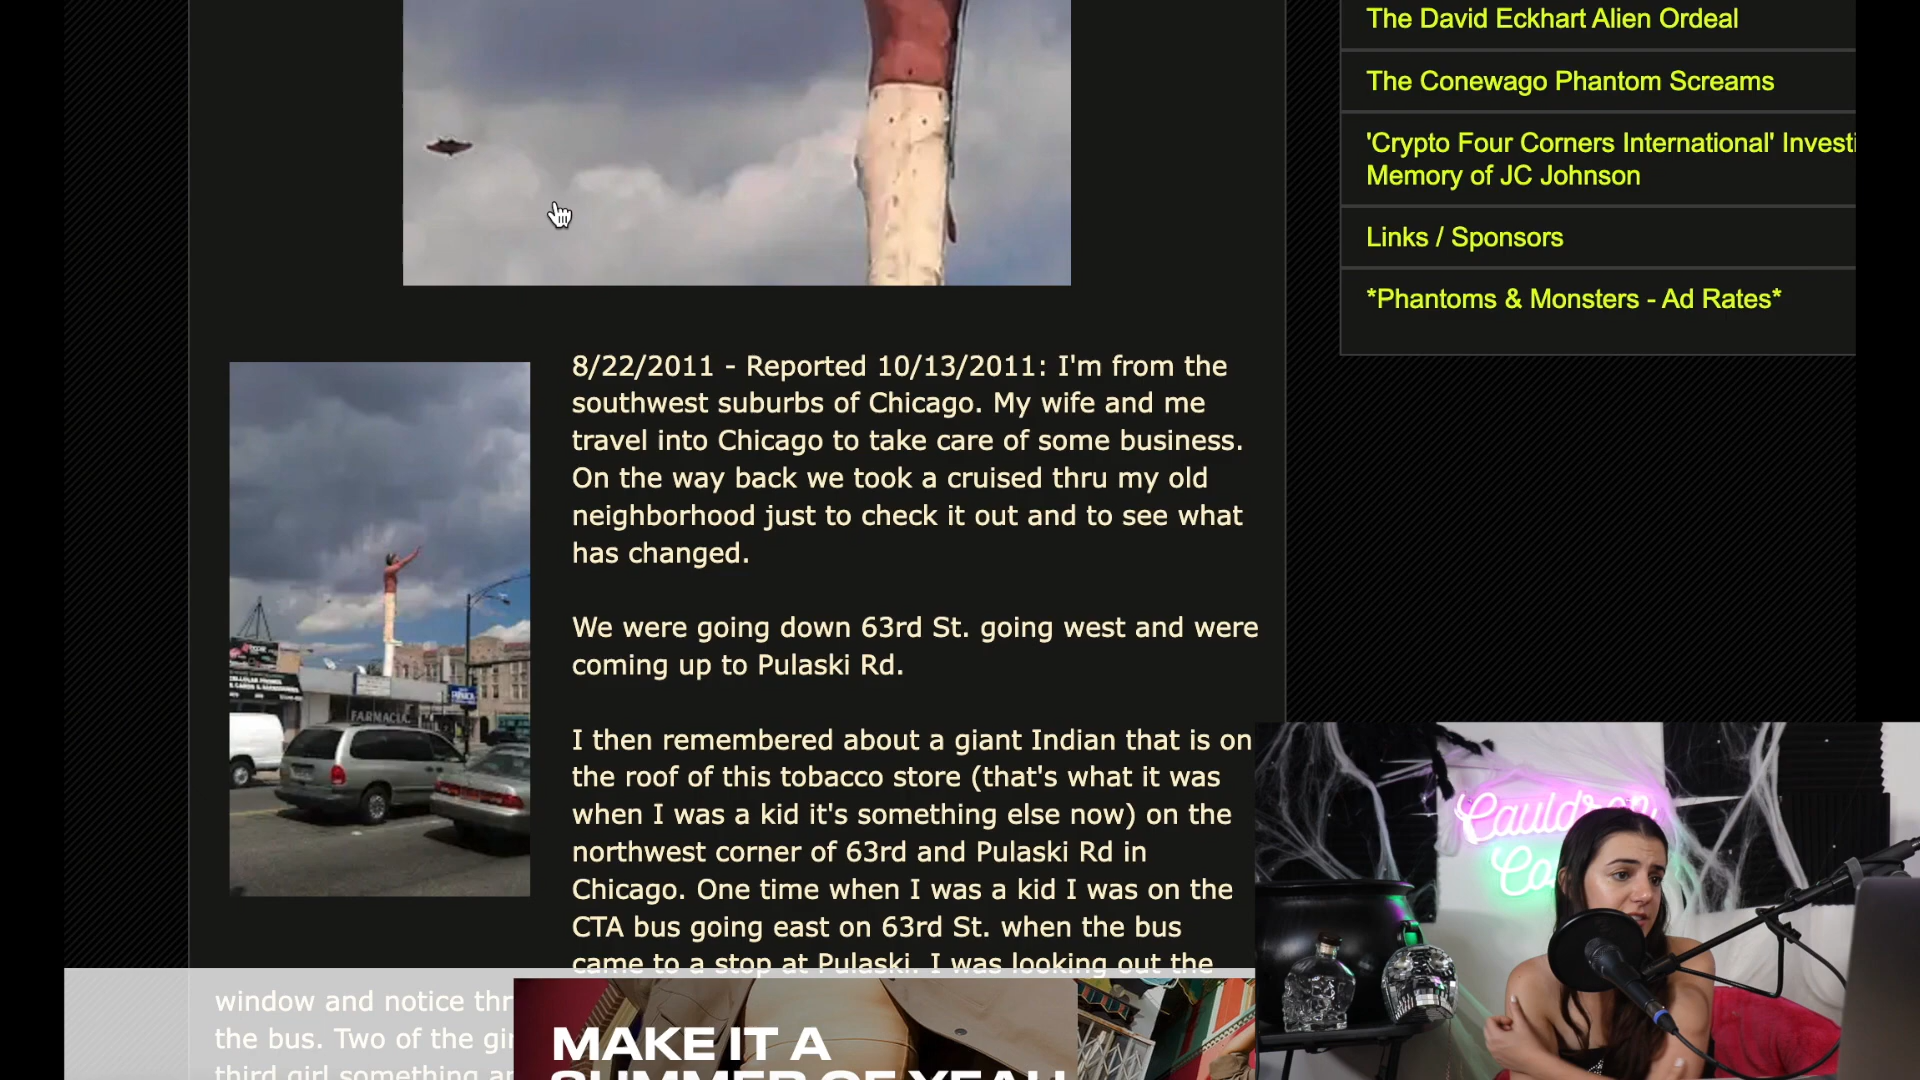 The David Eckhart Alien Ordeal
The Conewago Phantom Screams
'Crypto Four Corners International' Investi
Memory of JC Johnson
Links / Sponsors
*Phantoms & Monsters - Ad Rates*
8/22/2011 - Reported 10/13/2011: I'm from the
southwest suburbs of Chicago. My wife and me
travel into Chicago to take care of some business.
On the way back we took a cruised thru my old
neighborhood just to check it out and to see what
has changed.
We were going down 63rd St. going west and were
coming up to Pulaski Rd.
I then remembered about a giant Indian that is on
the roof of this tobacco store (that's what it was
when I was a kid it's something else now) on the
northwest corner of 63rd and Pulaski Rd in
Chicago. One time when I was a kid I was on the
CTA bus going east on 63rd St. when the bus
came to a stop at Pulaski. I was looking out the
window and notice thr
the bus. Two of the gi
third girl something a
FARMACIA
MAKE IT A
SUMMER OF YEAH
Cauldron
Co